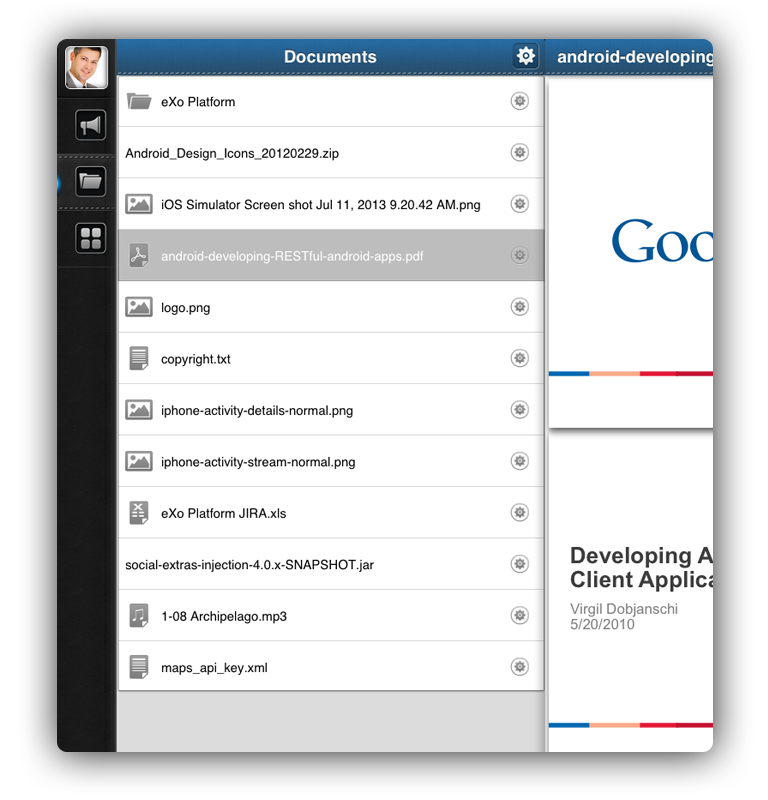 Documents
android-developing
eXo Platform
Android_Design_Icons_20120229.zip
iOS Simulator Screen shot Jul 11, 2013 9.20.42 AM.png
android-developing-RESTful-android-apps.pdf
logo.png
copyright.txt
iphone-activity-details-normal.png
iphone-activity-stream-normal.png
eXo Platform JIRA.xls
social-extras-injection-4.0.x-SNAPSHOT.jar
1-08 Archipelago.mp3
maps_api_key.xml
Goo
Developing A
Client Applica
Virgil Dobjanschi
5/20/2010